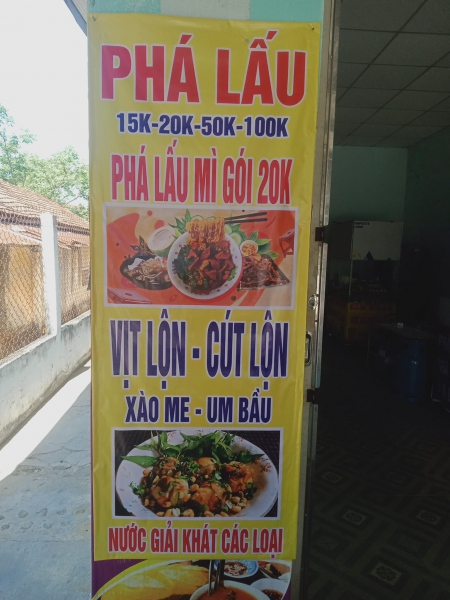 PHÁ LẤU
15K-20K-50K-100K
PHÁ LẤU MÌ GÓI 20K
VỊT LỘN - CÚT LỘN
XÀO ME - UM BẦU
NƯỚC GIẢI KHÁT CÁC LOẠI